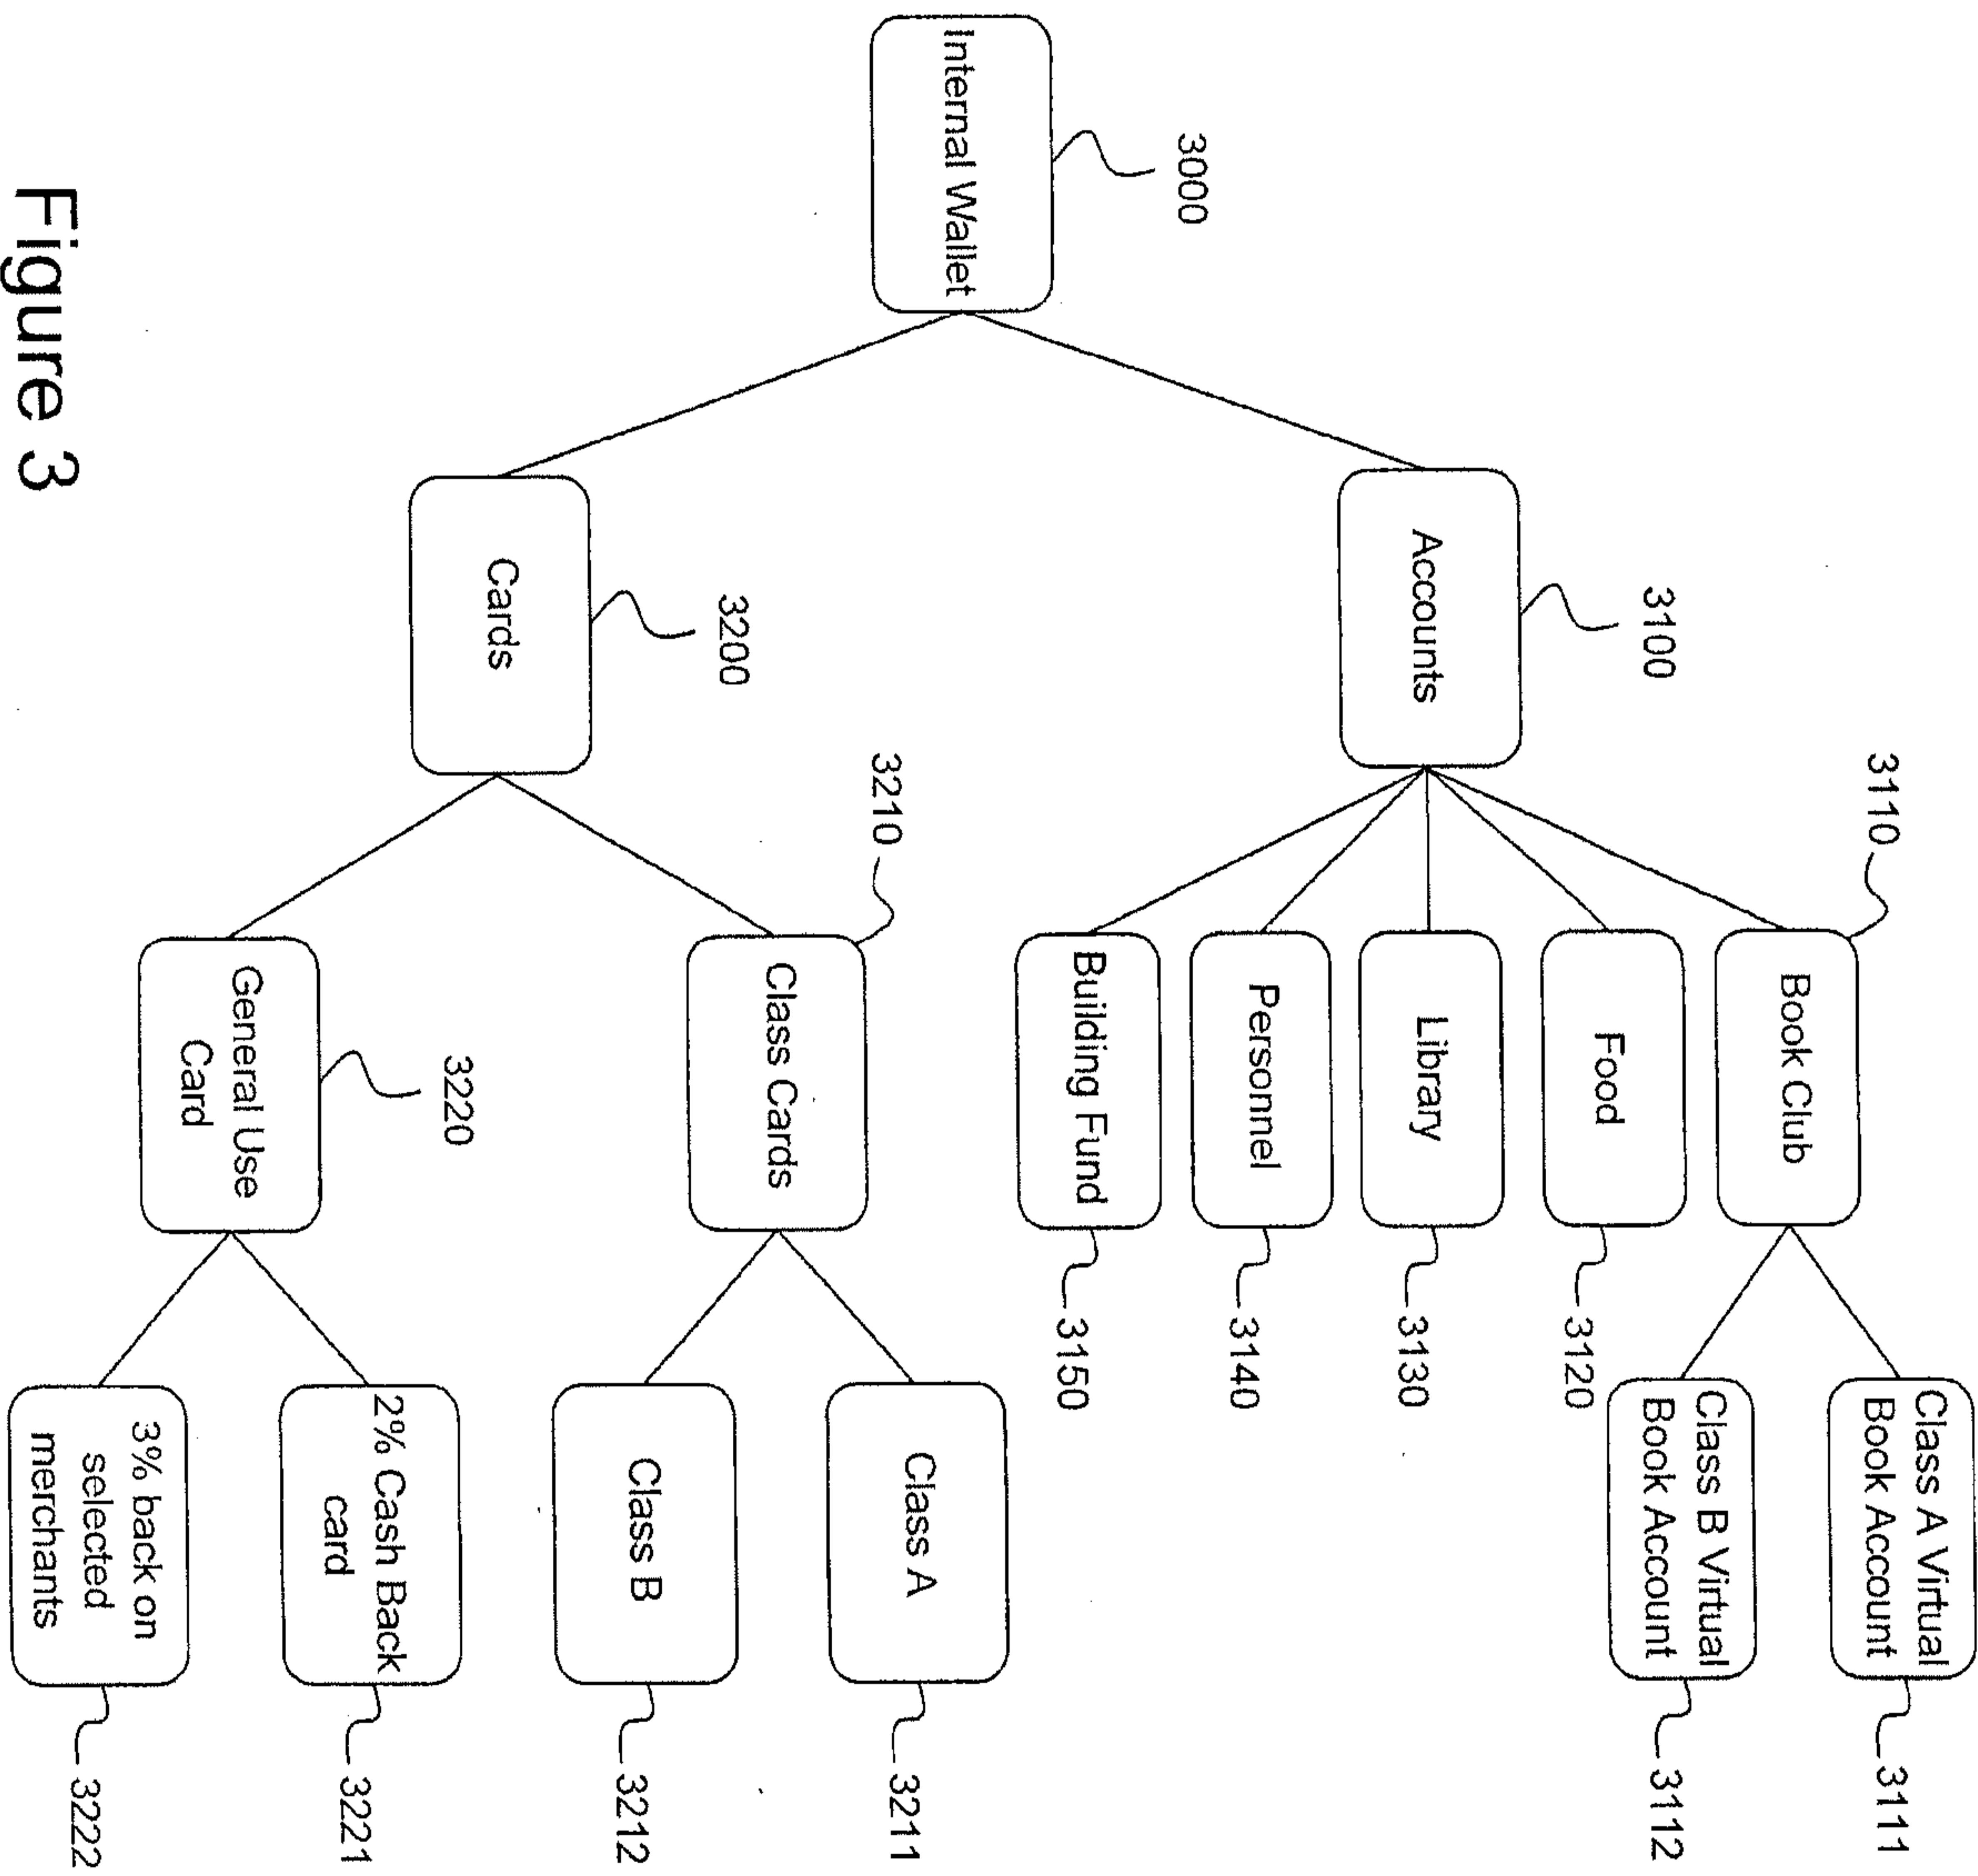 3000
Internal Wallet
3100
Accounts
3200
Cards
3110
Book Club
Food
3120
Library
3130
Personnel
3140
Building Fund
3150
3210
Class Cards
3220
General Use
Card
Class A Virtual
Book Account
3111
Class B Virtual
Book Account
3112
Class A
3211
Class B
3212
2% Cash Back
card
3221
3% back on
selected
merchants
3222
Figure 3